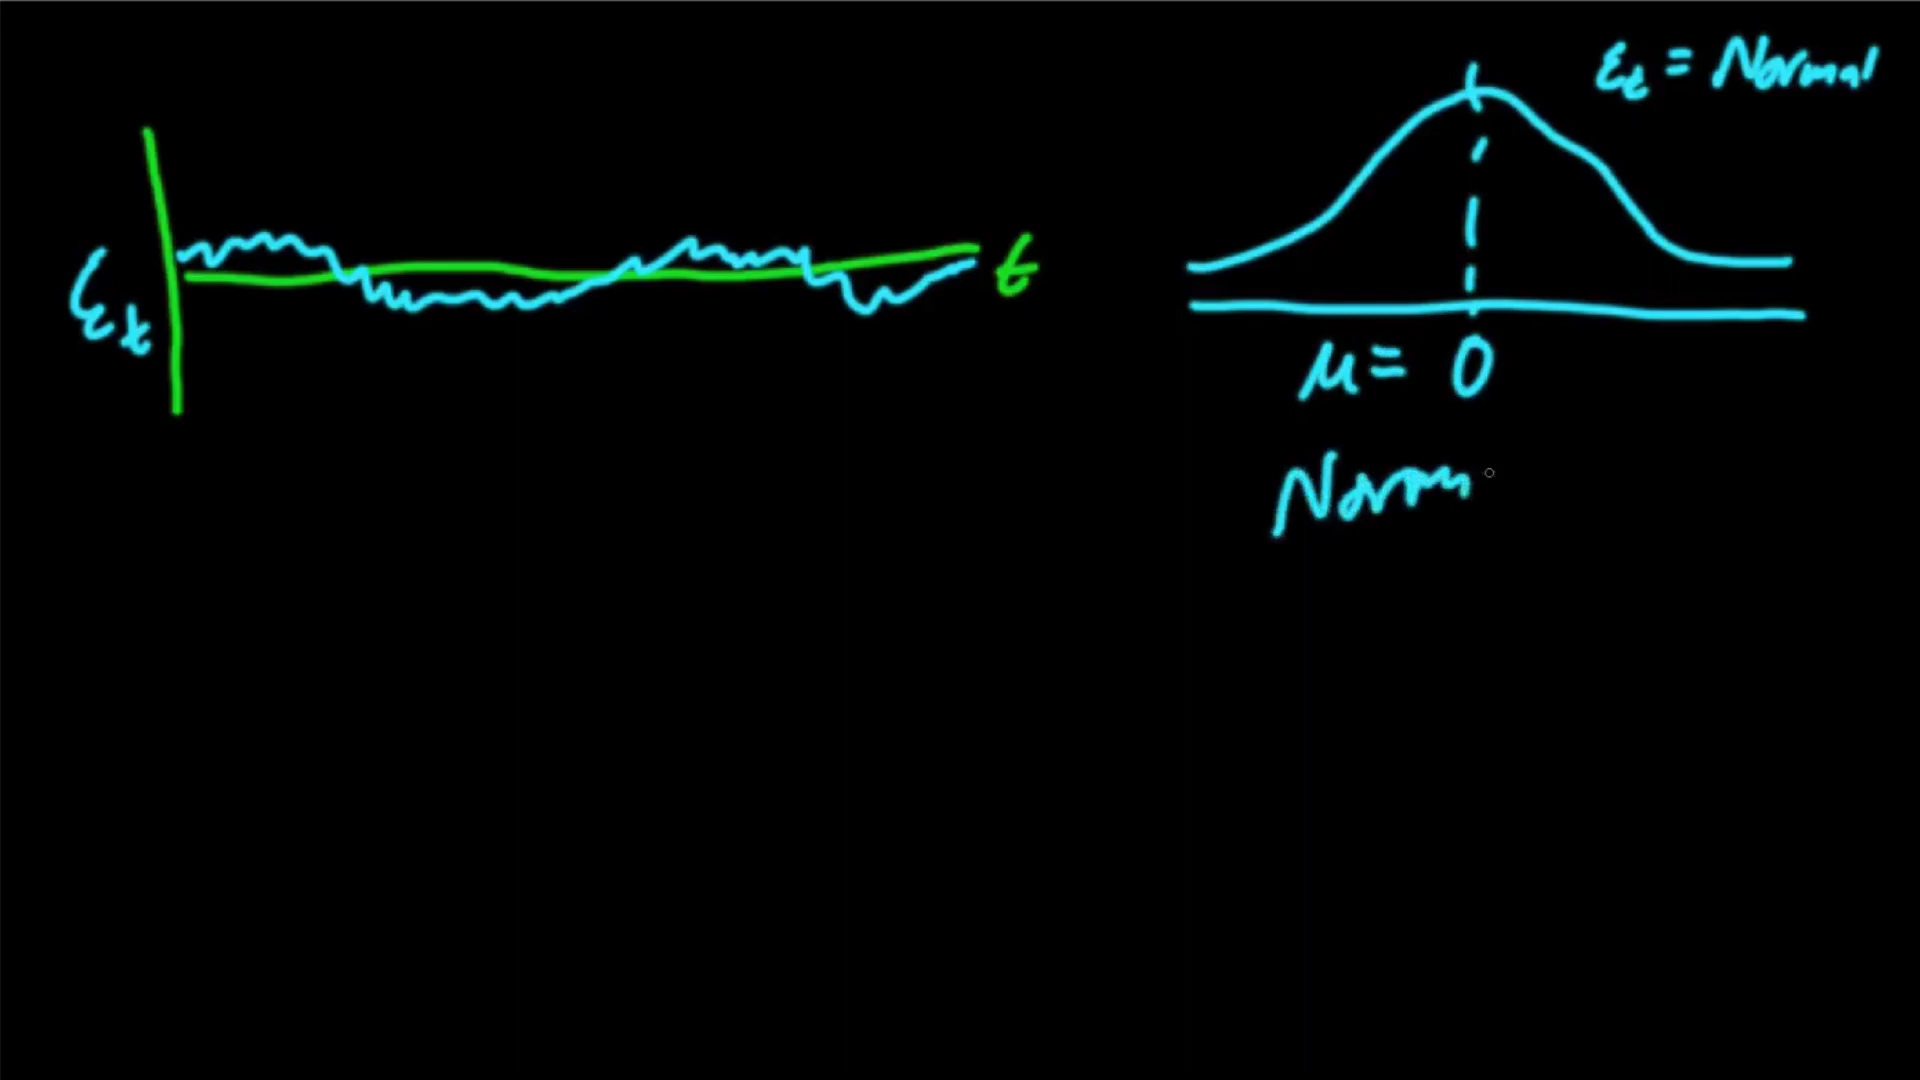 εt = Normal
εt
t
μ = 0
Norm